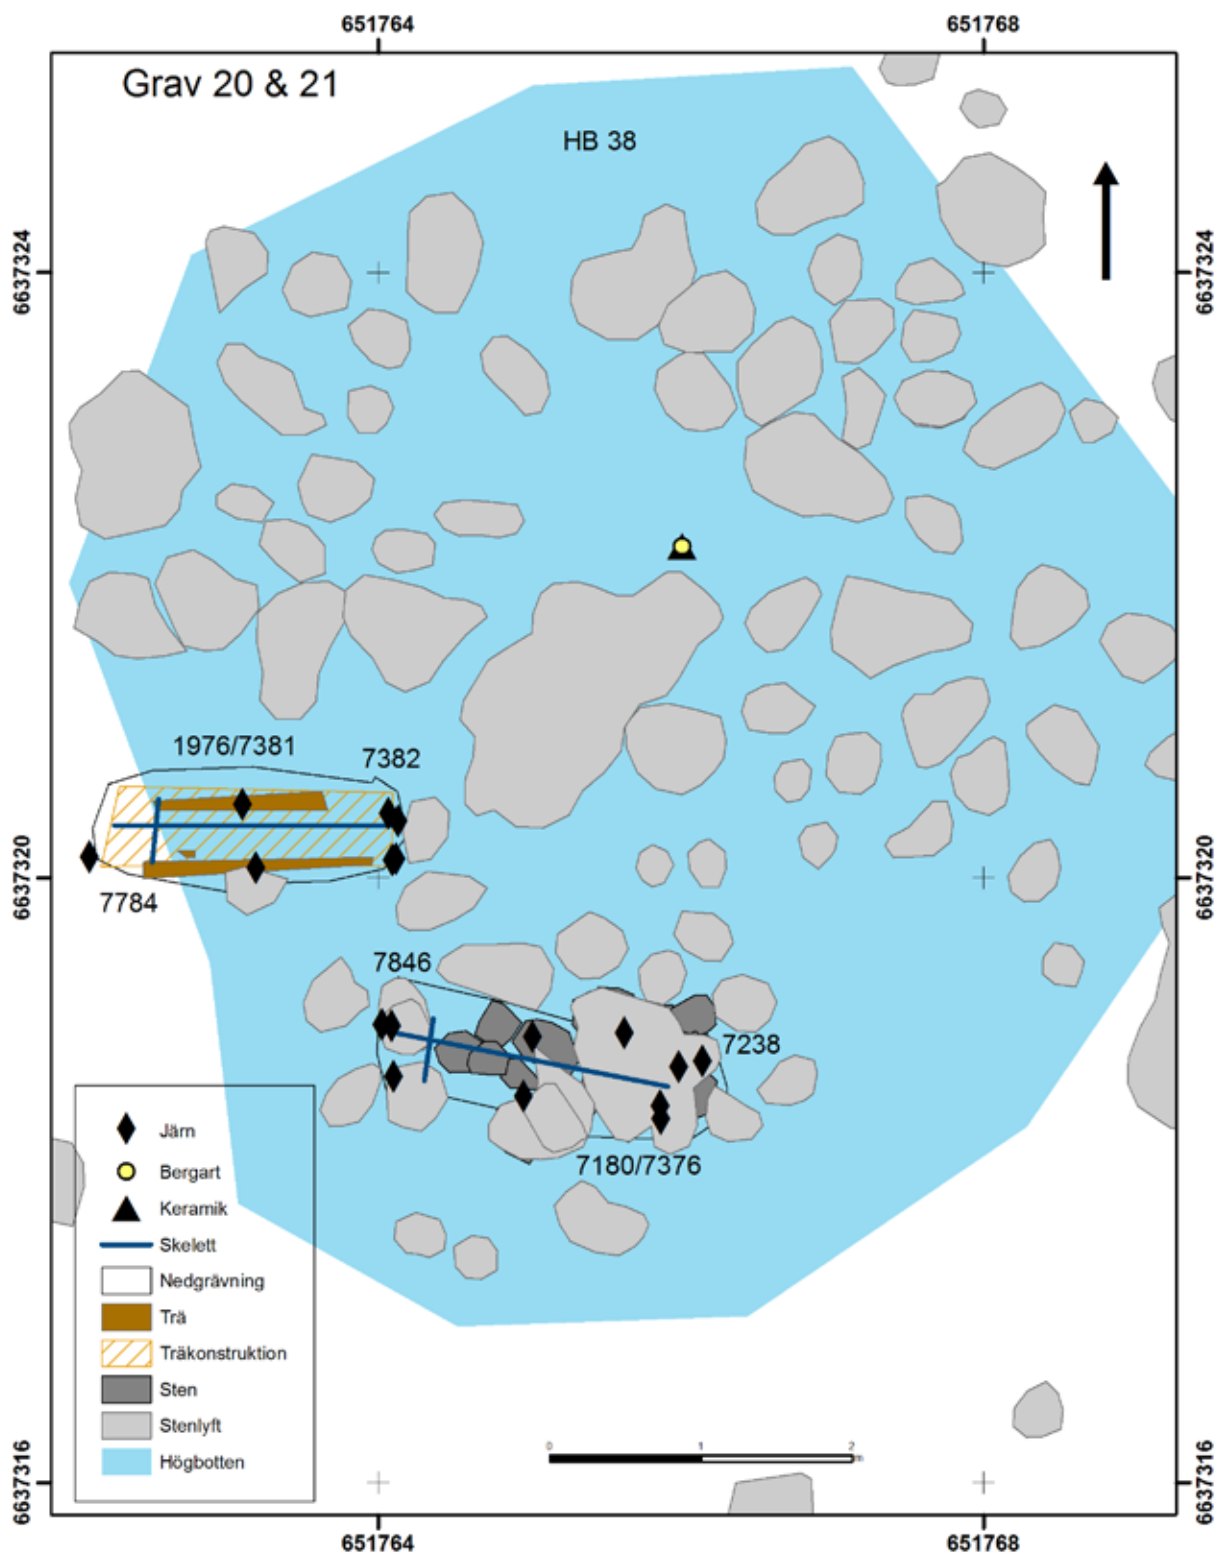 651764
651768
Grav 20 & 21
HB 38
6637324
6637324
1976/7381
7382
6637320
6637320
7784
7846
7238
7180/7376
Järn
Bergart
Keramik
Skelett
Nedgrävning
Trä
Träkonstruktion
Sten
Stenlyft
Högbotten
0
1
2
m
6637316
6637316
651764
651768